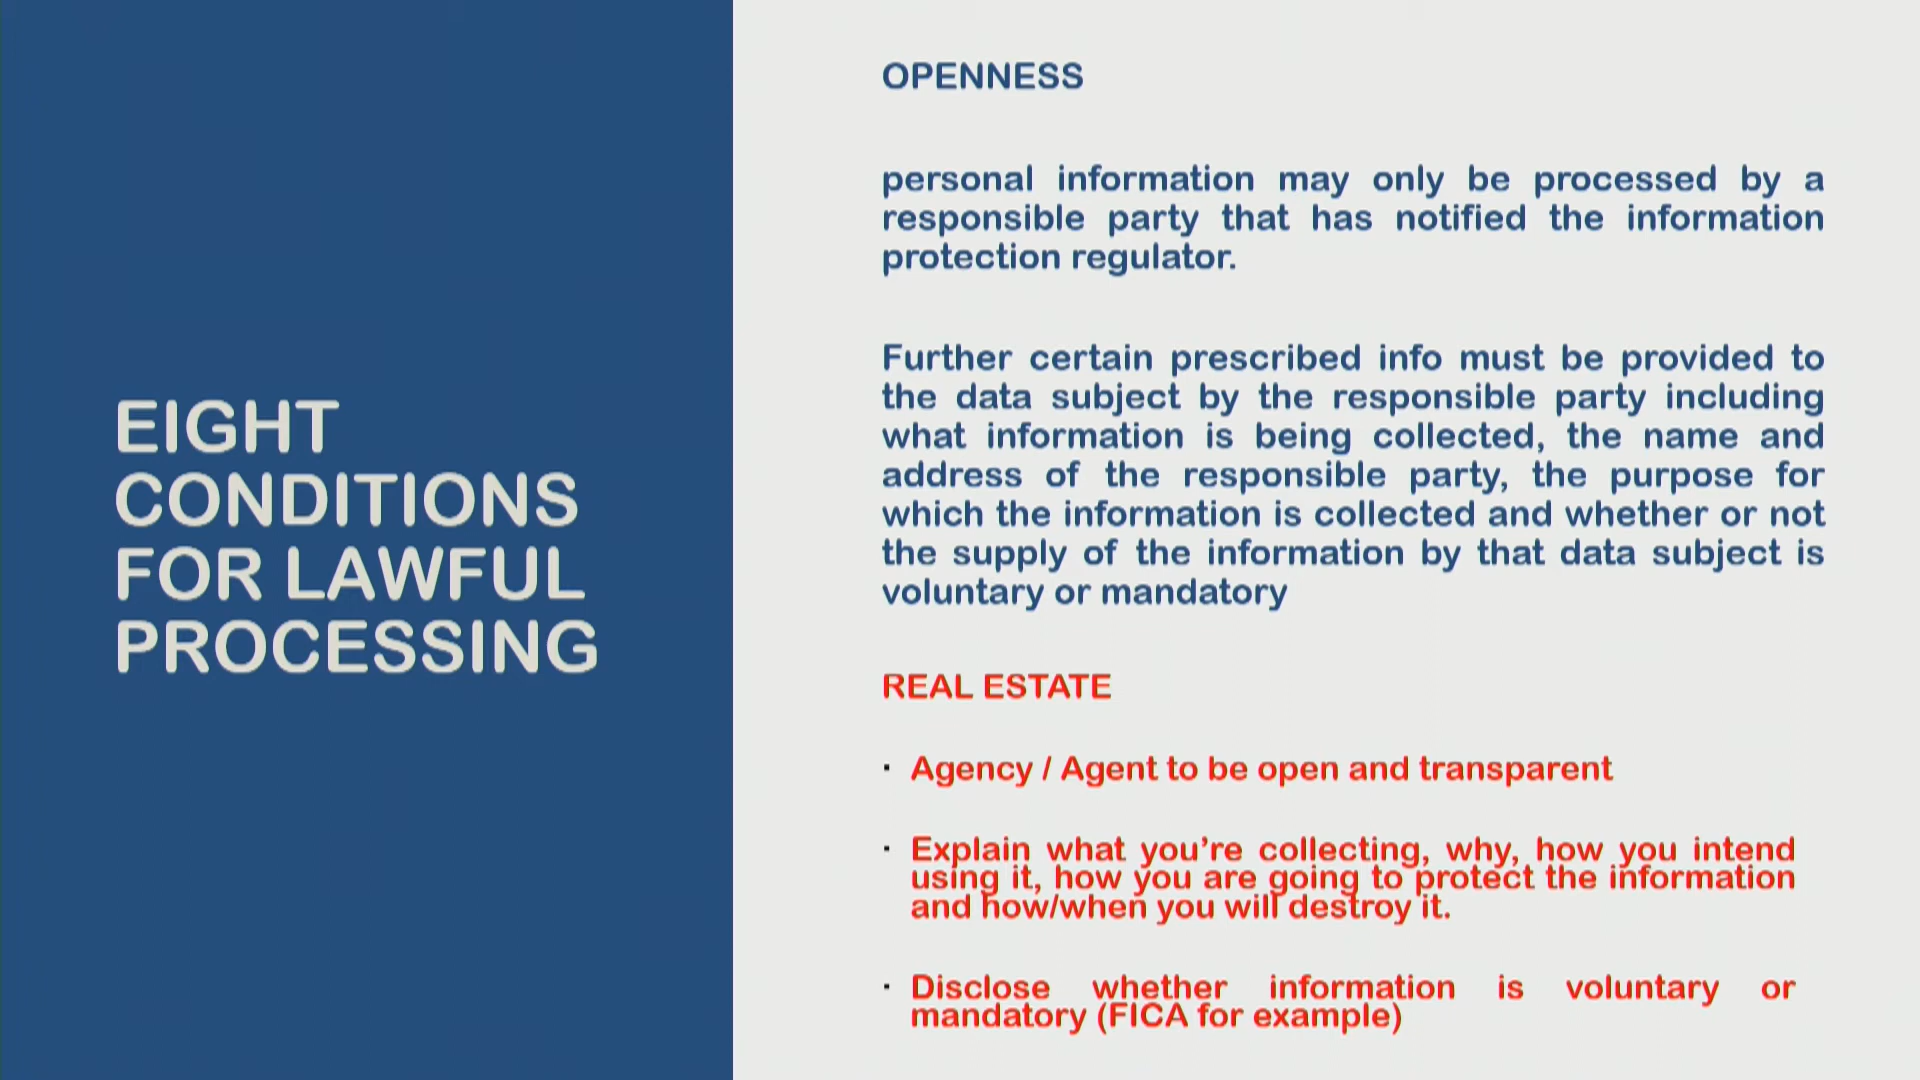 EIGHT
CONDITIONS
FOR LAWFUL
PROCESSING
OPENNESS
personal information may only be processed by a
responsible party that has notified the information
protection regulator.
Further certain prescribed info must be provided to
the data subject by the responsible party including
what information is being collected, the name and
address of the responsible party, the purpose for
which the information is collected and whether or not
the supply of the information by that data subject is
voluntary or mandatory
REAL ESTATE
· Agency / Agent to be open and transparent
· Explain what you’re collecting, why, how you intend
using it, how you are going to protect the information
and how/when you will destroy it.
· Disclose whether information is voluntary or
mandatory (FICA for example)